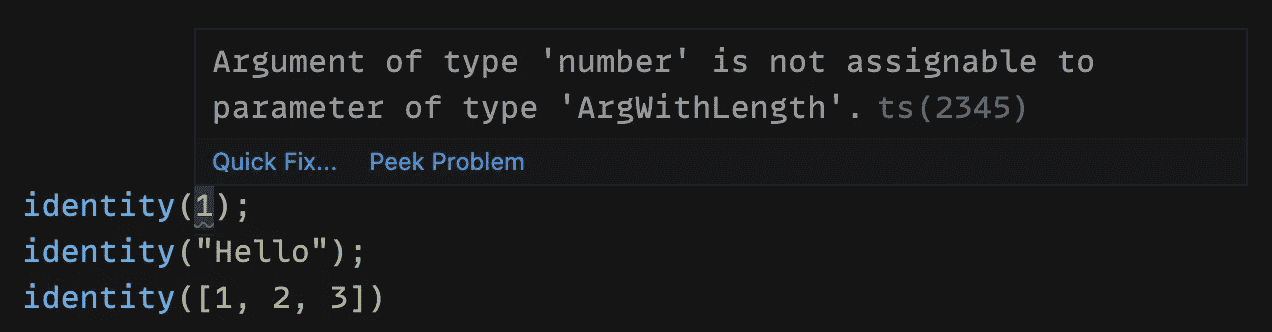 Argument of type 'number' is not assignable to
parameter of type 'ArgWithLength'. ts(2345)
Quick Fix... Peek Problem
identity(1);
identity("Hello");
identity([1, 2, 3])